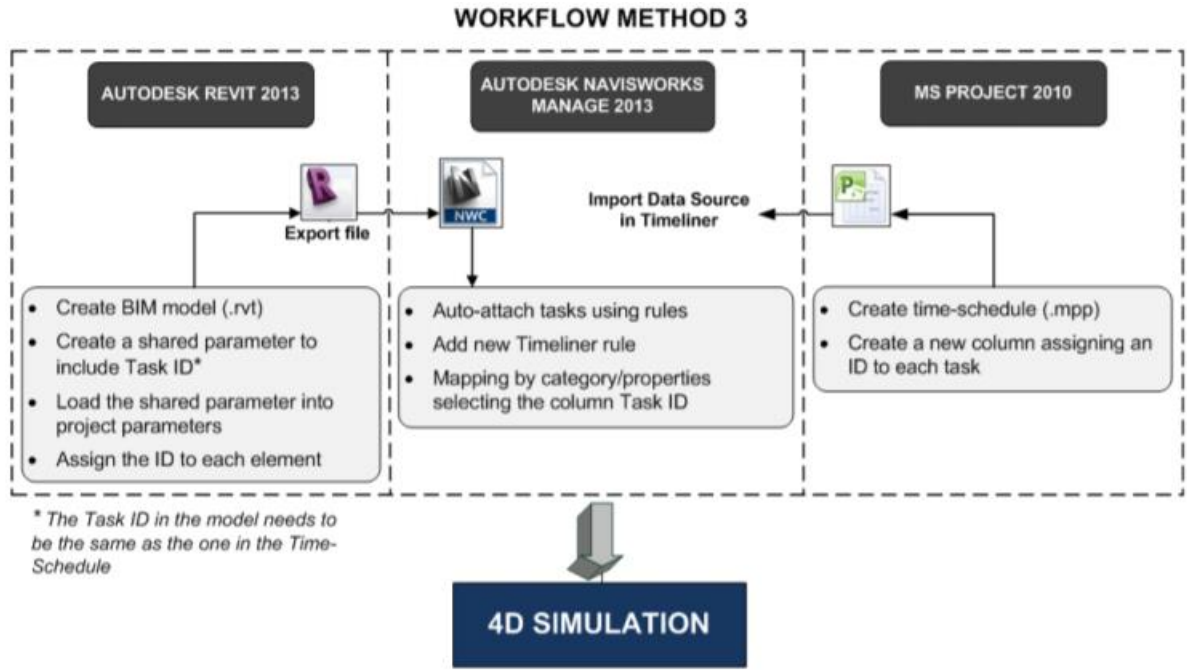 WORKFLOW METHOD 3
AUTODESK REVIT 2013
AUTODESK NAVISWORKS
MANAGE 2013
MS PROJECT 2010
R
Export file
N
NWC
Import Data Source
in Timeliner
P
• Create BIM model (.rvt)
• Create a shared parameter to
include Task ID*
• Load the shared parameter into
project parameters
• Assign the ID to each element
• Auto-attach tasks using rules
• Add new Timeliner rule
• Mapping by category/properties
selecting the column Task ID
• Create time-schedule (.mpp)
• Create a new column assigning an
ID to each task
* The Task ID in the model needs to
be the same as the one in the Time-
Schedule
4D SIMULATION